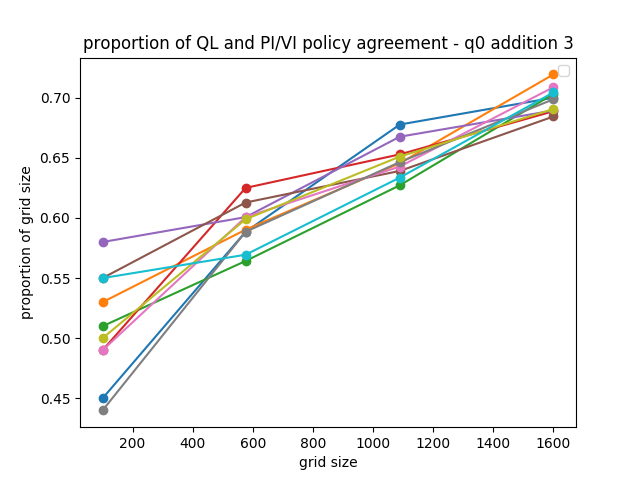 proportion of QL and PI/VI policy agreement - q0 addition 3
proportion of grid size
0.70
0.65
0.60
0.55
0.50
0.45
200 400 600 800 1000 1200 1400 1600
grid size